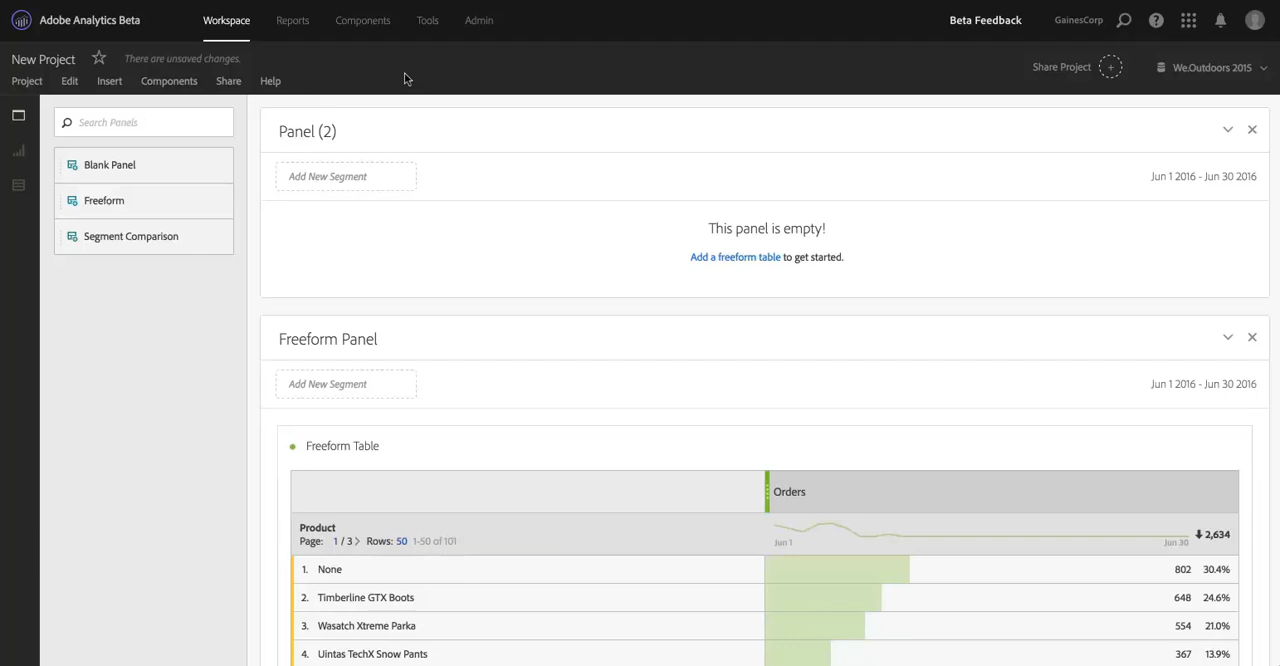 Adobe Analytics Beta
Workspace
Reports
Components
Tools
Admin
Beta Feedback
GainesCorp
New Project
There are unsaved changes.
Share Project
We.Outdoors 2015
Project
Edit
Insert
Components
Share
Help
Search Panels
Blank Panel
Freeform
Segment Comparison
Panel (2)
Add New Segment
Jun 1 2016 - Jun 30 2016
This panel is empty!
Add a freeform table to get started.
Freeform Panel
Add New Segment
Jun 1 2016 - Jun 30 2016
Freeform Table
Orders
Product
Page: 1 / 3 > Rows: 50 1-50 of 101
Jun 1
Jun 30
2,634
1. None 802 30.4%
2. Timberline GTX Boots 648 24.6%
3. Wasatch Xtreme Parka 554 21.0%
4. Uintas TechX Snow Pants 367 13.9%